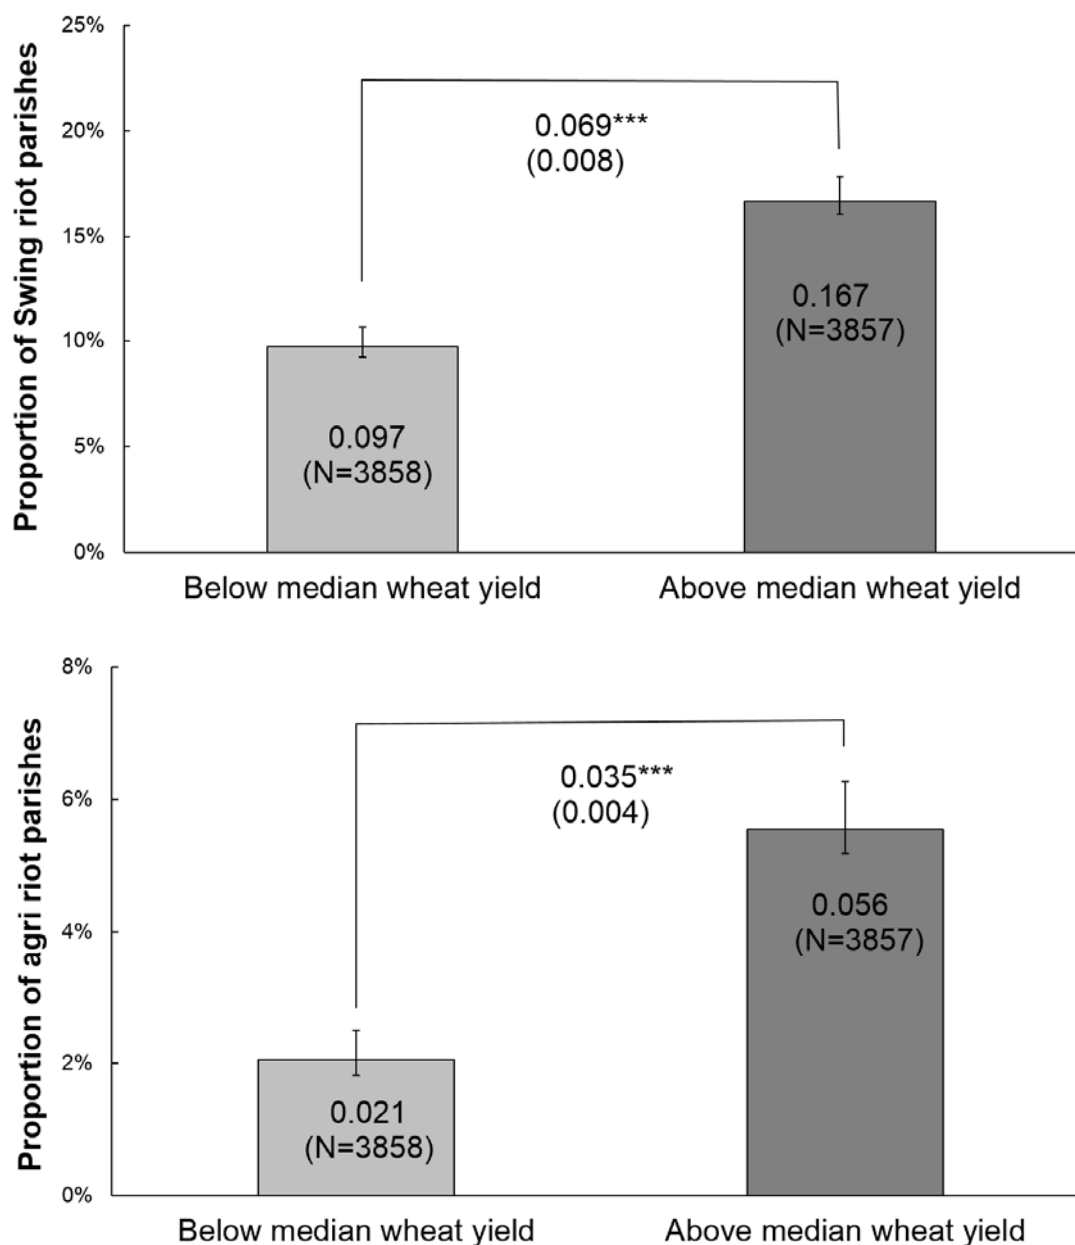 Proportion of Swing riot parishes
25%
20%
15%
10%
5%
0%
0.069***
(0.008)
0.097
(N=3858)
0.167
(N=3857)
Below median wheat yield
Above median wheat yield
Proportion of agri riot parishes
8%
6%
4%
2%
0%
0.035***
(0.004)
0.021
(N=3858)
0.056
(N=3857)
Below median wheat yield
Above median wheat yield